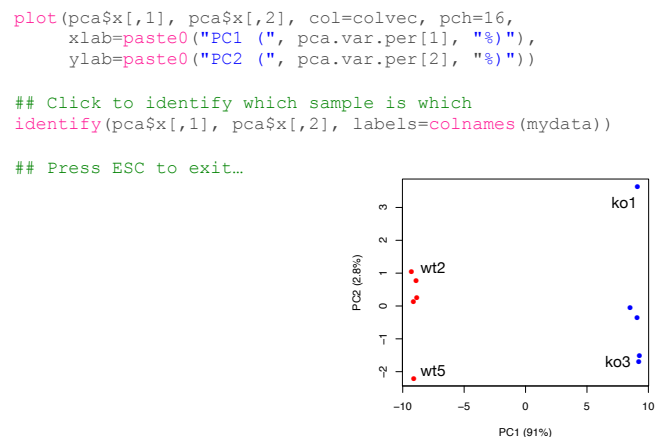 plot(pca$x[,1], pca$x[,2], col=colvec, pch=16,
xlab=paste0("PC1 (", pca.var.per[1], "%)"),
ylab=paste0("PC2 (", pca.var.per[2], "%)"))
## Click to identify which sample is which
identify(pca$x[,1], pca$x[,2], labels=colnames(mydata))
## Press ESC to exit…
ko1
wt2
ko3
wt5
PC2 (2.8%)
3
2
1
0
−1
−2
−10 −5 0 5 10
PC1 (91%)